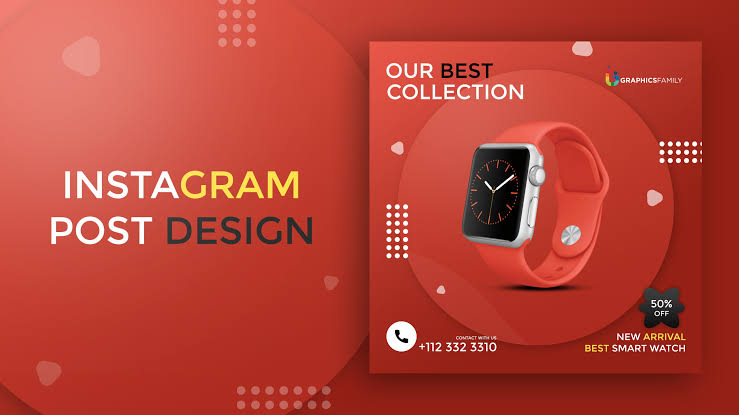 INSTAGRAM
POST DESIGN
OUR BEST
COLLECTION
GRAPHICSFAMILY
50%
OFF
CONTACT WITH US
+112 332 3310
NEW ARRIVAL
BEST SMART WATCH